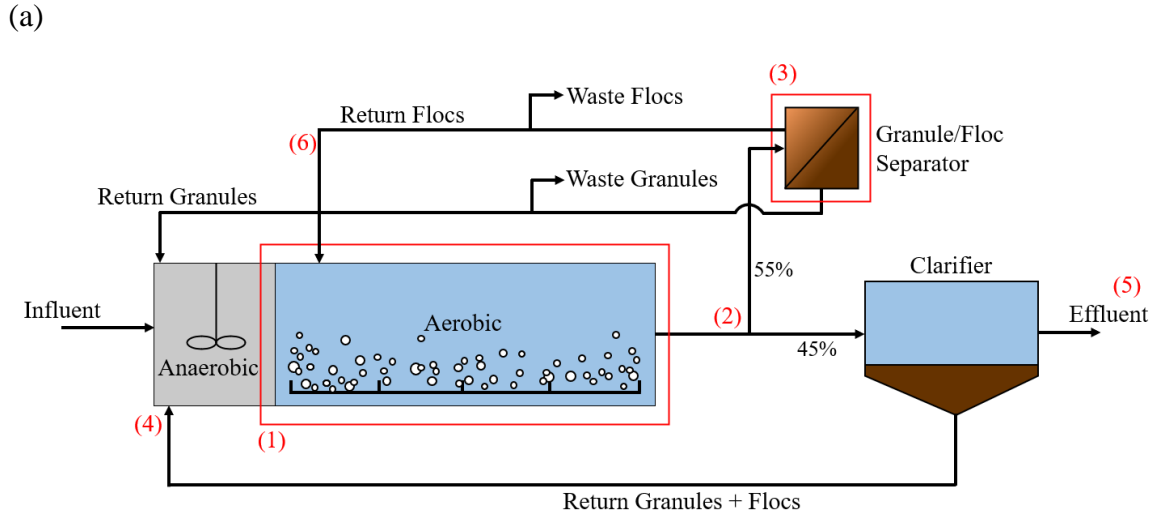 (a)
(3)
Waste Flocs
Return Flocs
Granule/Floc
Separator
(6)
Waste Granules
Return Granules
55%
Clarifier
(5)
Influent
(2)
Effluent
Aerobic
45%
Anaerobic
(4)
(1)
Return Granules + Flocs